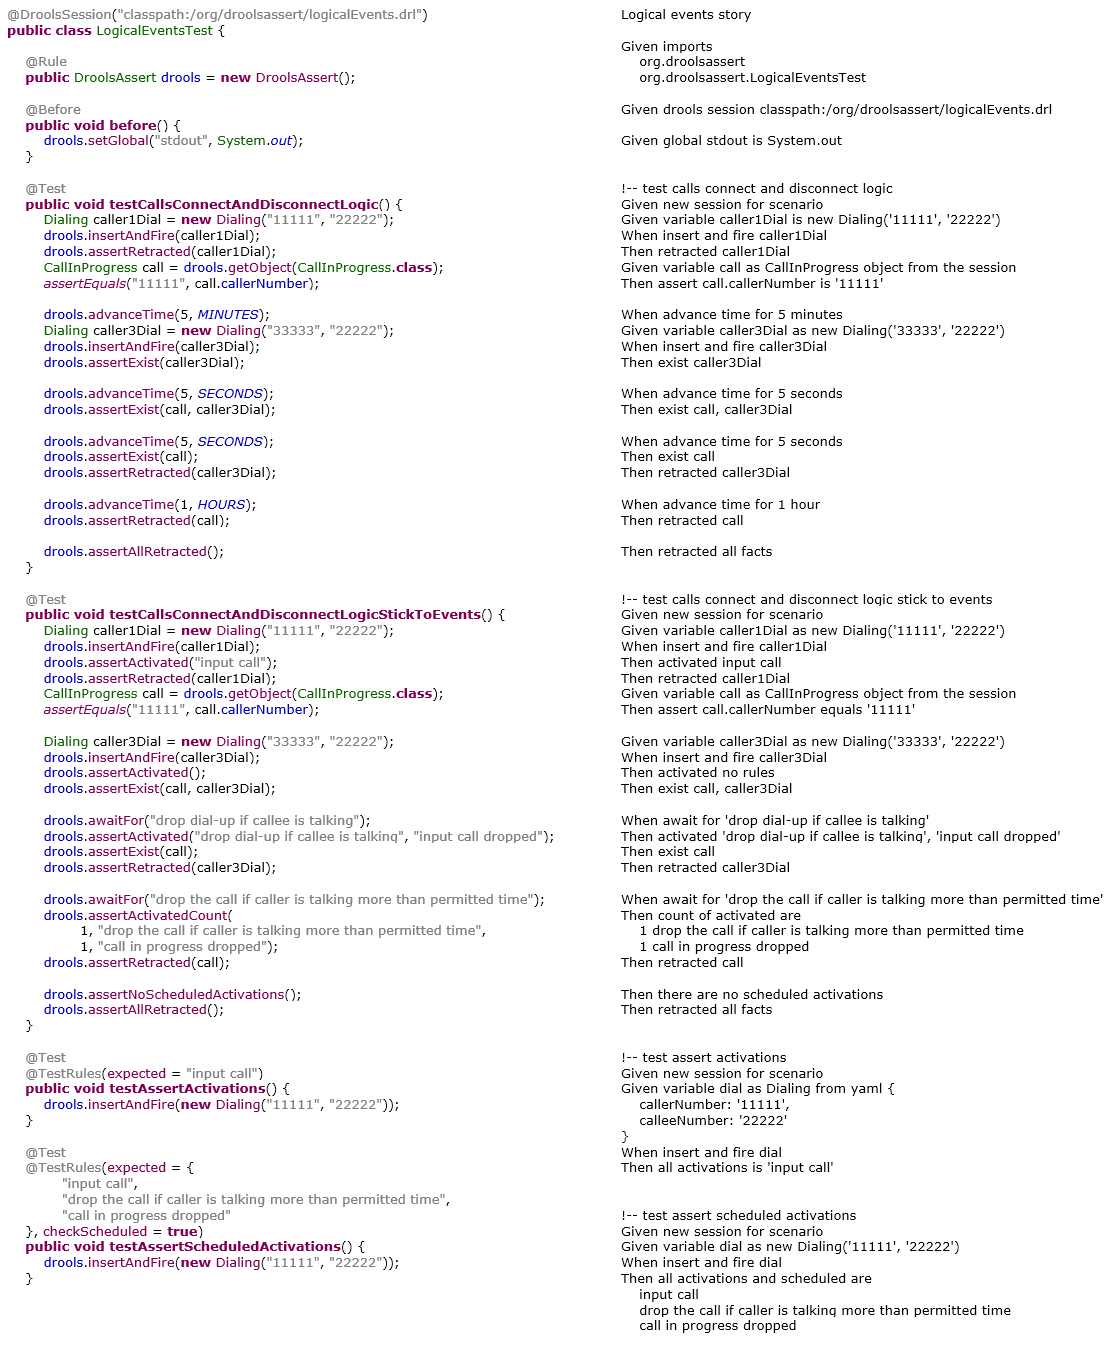 @DroolsSession("classpath:/org/droolsassert/logicalEvents.drl")
public class LogicalEventsTest {
@Rule
public DroolsAssert drools = new DroolsAssert();
@Before
public void before() {
drools.setGlobal("stdout", System.out);
}
@Test
public void testCallsConnectAndDisconnectLogic() {
Dialing caller1Dial = new Dialing("11111", "22222");
drools.insertAndFire(caller1Dial);
drools.assertRetracted(caller1Dial);
CallInProgress call = drools.getObject(CallInProgress.class);
assertEquals("11111", call.callerNumber);
drools.advanceTime(5, MINUTES);
Dialing caller3Dial = new Dialing("33333", "22222");
drools.insertAndFire(caller3Dial);
drools.assertExist(caller3Dial);
drools.advanceTime(5, SECONDS);
drools.assertExist(call, caller3Dial);
drools.advanceTime(5, SECONDS);
drools.assertExist(call);
drools.assertRetracted(caller3Dial);
drools.advanceTime(1, HOURS);
drools.assertRetracted(call);
drools.assertAllRetracted();
}
@Test
public void testCallsConnectAndDisconnectLogicStickToEvents() {
Dialing caller1Dial = new Dialing("11111", "22222");
drools.insertAndFire(caller1Dial);
drools.assertActivated("input call");
drools.assertRetracted(caller1Dial);
CallInProgress call = drools.getObject(CallInProgress.class);
assertEquals("11111", call.callerNumber);
Dialing caller3Dial = new Dialing("33333", "22222");
drools.insertAndFire(caller3Dial);
drools.assertActivated();
drools.assertExist(call, caller3Dial);
drools.awaitFor("drop dial-up if callee is talking");
drools.assertActivated("drop dial-up if callee is talking", "input call dropped");
drools.assertExist(call);
drools.assertRetracted(caller3Dial);
drools.awaitFor("drop the call if caller is talking more than permitted time");
drools.assertActivatedCount(
1, "drop the call if caller is talking more than permitted time",
1, "call in progress dropped");
drools.assertRetracted(call);
drools.assertNoScheduledActivations();
drools.assertAllRetracted();
}
@Test
@TestRules(expected = "input call")
public void testAssertActivations() {
drools.insertAndFire(new Dialing("11111", "22222"));
}
@Test
@TestRules(expected = {
"input call",
"drop the call if caller is talking more than permitted time",
"call in progress dropped"
}, checkScheduled = true)
public void testAssertScheduledActivations() {
drools.insertAndFire(new Dialing("11111", "22222"));
}
Logical events story
Given imports
org.droolsassert
org.droolsassert.LogicalEventsTest
Given drools session classpath:/org/droolsassert/logicalEvents.drl
Given global stdout is System.out
!-- test calls connect and disconnect logic
Given new session for scenario
Given variable caller1Dial is new Dialing('11111', '22222')
When insert and fire caller1Dial
Then retracted caller1Dial
Given variable call as CallInProgress object from the session
Then assert call.callerNumber is '11111'
When advance time for 5 minutes
Given variable caller3Dial as new Dialing('33333', '22222')
When insert and fire caller3Dial
Then exist caller3Dial
When advance time for 5 seconds
Then exist call, caller3Dial
When advance time for 5 seconds
Then exist call
Then retracted caller3Dial
When advance time for 1 hour
Then retracted call
Then retracted all facts
!-- test calls connect and disconnect logic stick to events
Given new session for scenario
Given variable caller1Dial as new Dialing('11111', '22222')
When insert and fire caller1Dial
Then activated input call
Then retracted caller1Dial
Given variable call as CallInProgress object from the session
Then assert call.callerNumber equals '11111'
Given variable caller3Dial as new Dialing('33333', '22222')
When insert and fire caller3Dial
Then activated no rules
Then exist call, caller3Dial
When await for 'drop dial-up if callee is talking'
Then activated 'drop dial-up if callee is talking', 'input call dropped'
Then exist call
Then retracted caller3Dial
When await for 'drop the call if caller is talking more than permitted time'
Then count of activated are
1 drop the call if caller is talking more than permitted time
1 call in progress dropped
Then retracted call
Then there are no scheduled activations
Then retracted all facts
!-- test assert activations
Given new session for scenario
Given variable dial as Dialing from yaml {
callerNumber: '11111',
calleeNumber: '22222'
}
When insert and fire dial
Then all activations is 'input call'
!-- test assert scheduled activations
Given new session for scenario
Given variable dial as new Dialing('11111', '22222')
When insert and fire dial
Then all activations and scheduled are
input call
drop the call if caller is talking more than permitted time
call in progress dropped